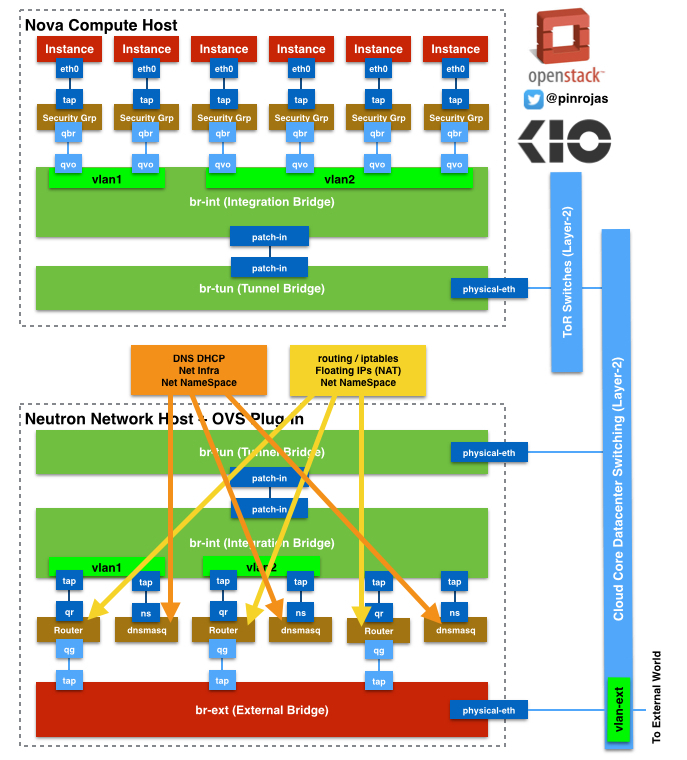 Nova Compute Host
Instance Instance Instance Instance Instance Instance
eth0 eth0 eth0 eth0 eth0 eth0
tap tap tap tap tap tap
Security Grp Security Grp Security Grp Security Grp Security Grp Security Grp
qbr qbr qbr qbr qbr qbr
qvo qvo qvo qvo qvo qvo
vlan1 vlan2
br-int (Integration Bridge)
patch-in
patch-in
br-tun (Tunnel Bridge)
physical-eth
openstack™
@pinrojas
KIO
ToR Switches (Layer-2)
Cloud Core Datacenter Switching (Layer-2)
vlan-ext
To External World
DNS DHCP
Net Infra
Net NameSpace
routing / iptables
Floating IPs (NAT)
Net NameSpace
Neutron Network Host + OVS Plug-in
br-tun (Tunnel Bridge)
physical-eth
patch-in
patch-in
br-int (Integration Bridge)
vlan1 vlan2
tap tap tap tap tap tap
qr ns qr ns qr ns
Router dnsmasq Router dnsmasq Router dnsmasq
qg qg qg
tap tap tap
br-ext (External Bridge)
physical-eth